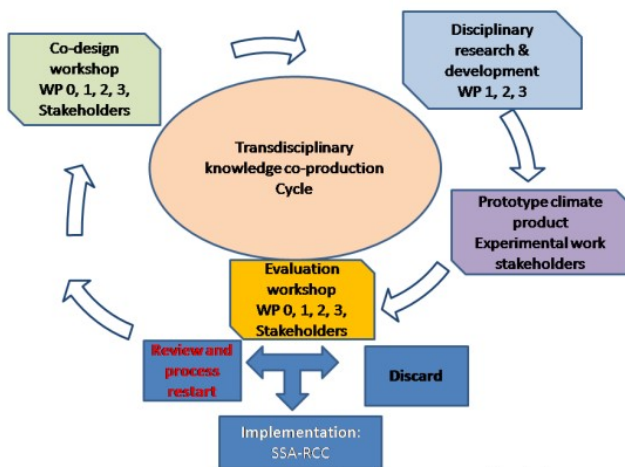 Co-design
workshop
WP 0, 1, 2, 3,
Stakeholders
Disciplinary
research &
development
WP 1, 2, 3
Transdisciplinary
knowledge co-production
Cycle
Prototype climate
product
Experimental work
stakeholders
Evaluation
workshop
WP 0, 1, 2, 3,
Stakeholders
Review and
process
restart
Discard
Implementation:
SSA-RCC